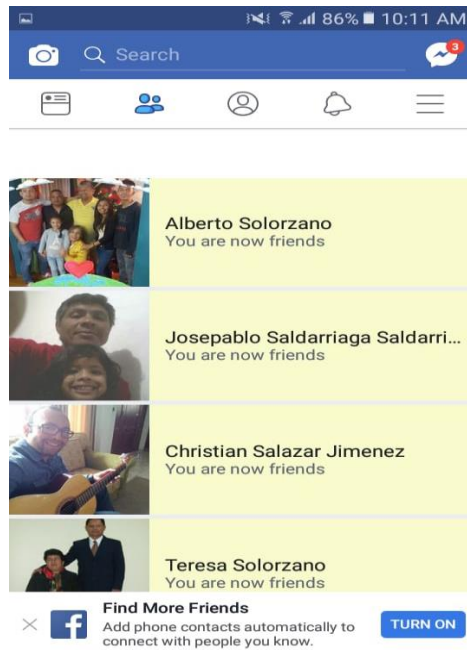 86% 10:11 AM
Search
3
Alberto Solorzano
You are now friends
Josepablo Saldarriaga Saldarri...
You are now friends
Christian Salazar Jimenez
You are now friends
Teresa Solorzano
You are now friends
Find More Friends
Add phone contacts automatically to
connect with people you know.
TURN ON